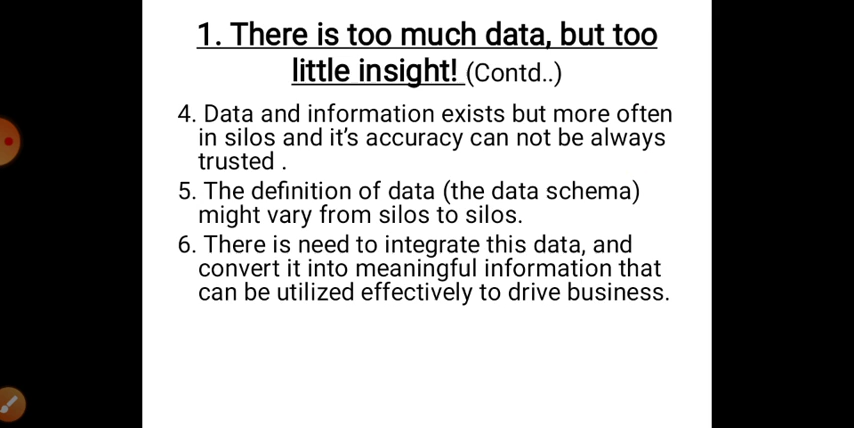 1. There is too much data, but too
little insight! (Contd..)
4. Data and information exists but more often
in silos and it's accuracy can not be always
trusted .
5. The definition of data (the data schema)
might vary from silos to silos.
6. There is need to integrate this data, and
convert it into meaningful information that
can be utilized effectively to drive business.